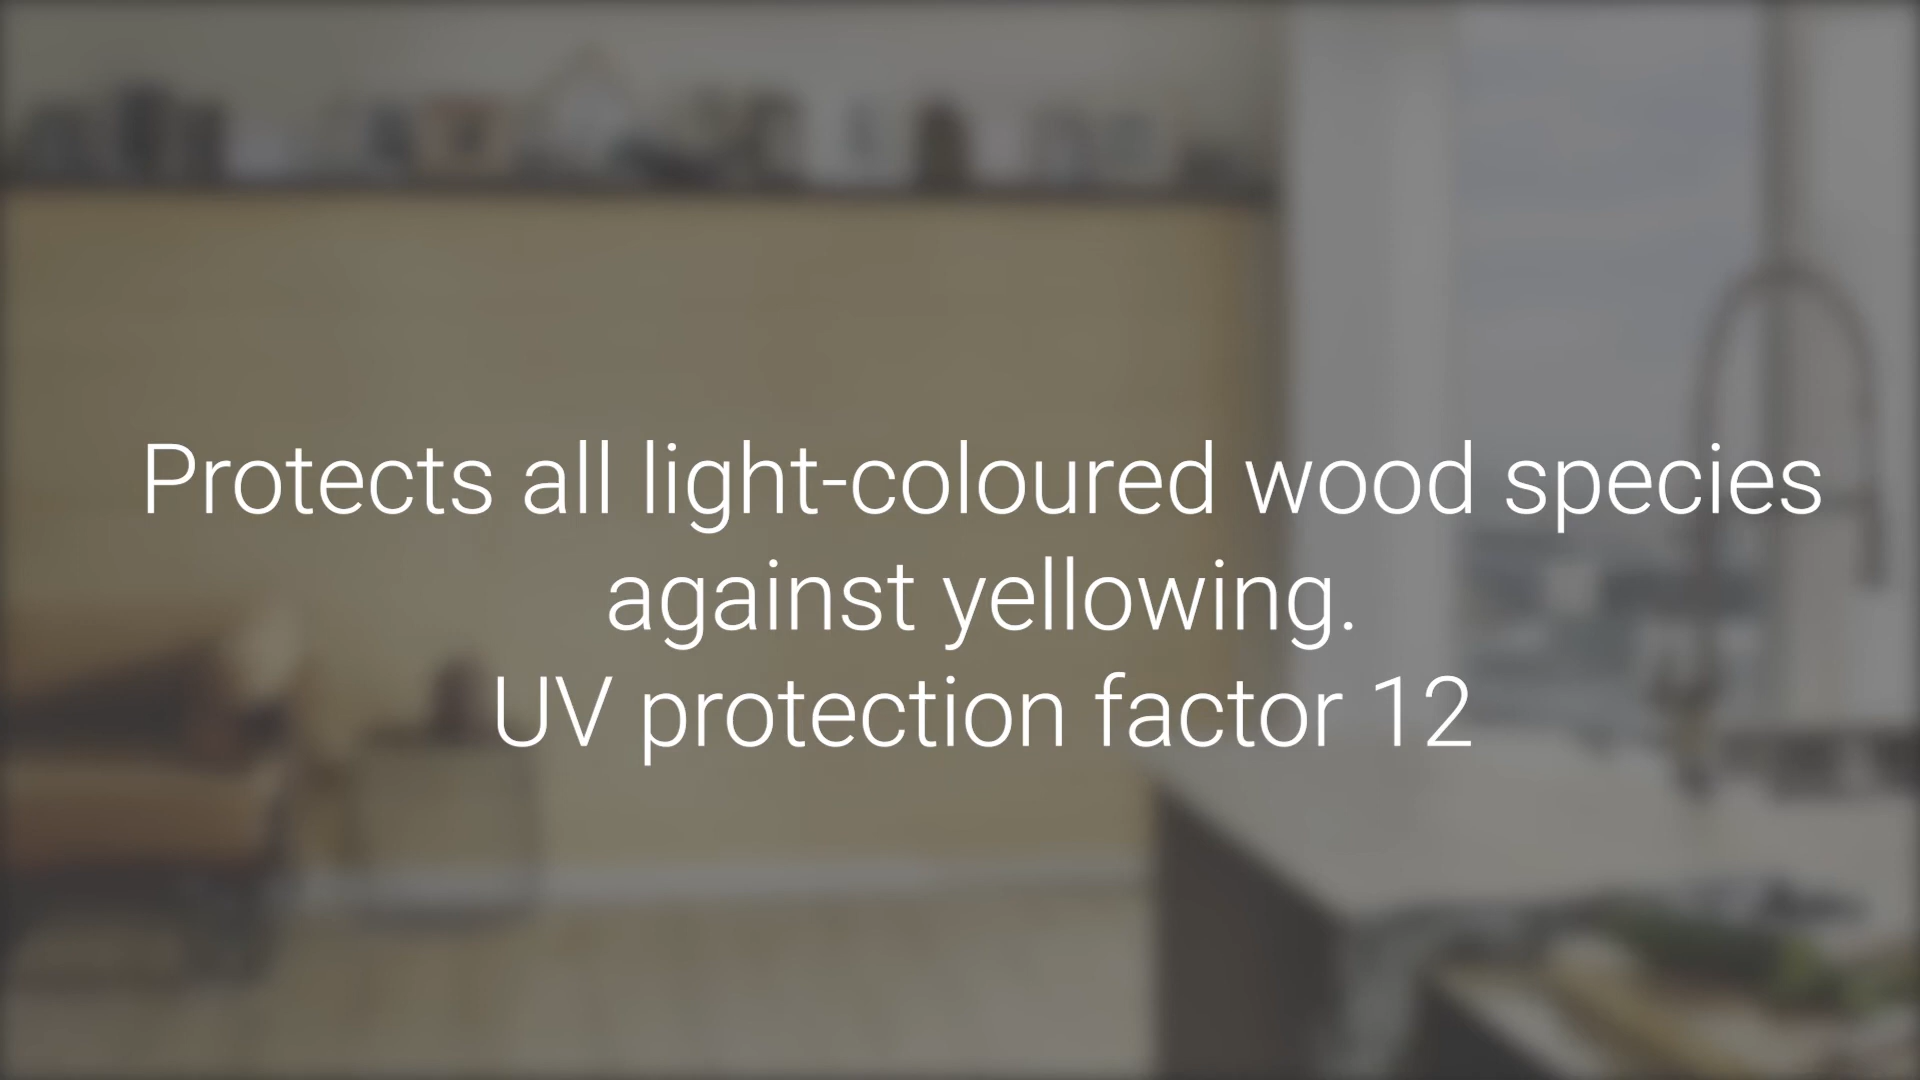 Protects all light-coloured wood species
against yellowing.
UV protection factor 12